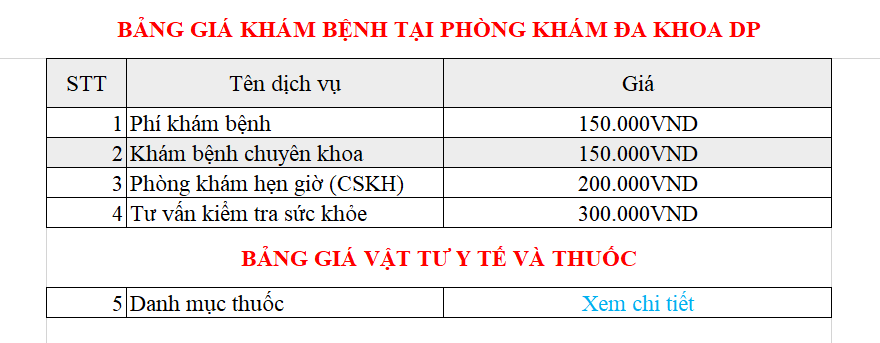 BẢNG GIÁ KHÁM BỆNH TẠI PHÒNG KHÁM ĐA KHOA DP
STT Tên dịch vụ Giá
1 Phí khám bệnh 150.000VND
2 Khám bệnh chuyên khoa 150.000VND
3 Phòng khám hẹn giờ (CSKH) 200.000VND
4 Tư vấn kiểm tra sức khỏe 300.000VND
BẢNG GIÁ VẬT TƯ Y TẾ VÀ THUỐC
5 Danh mục thuốc Xem chi tiết